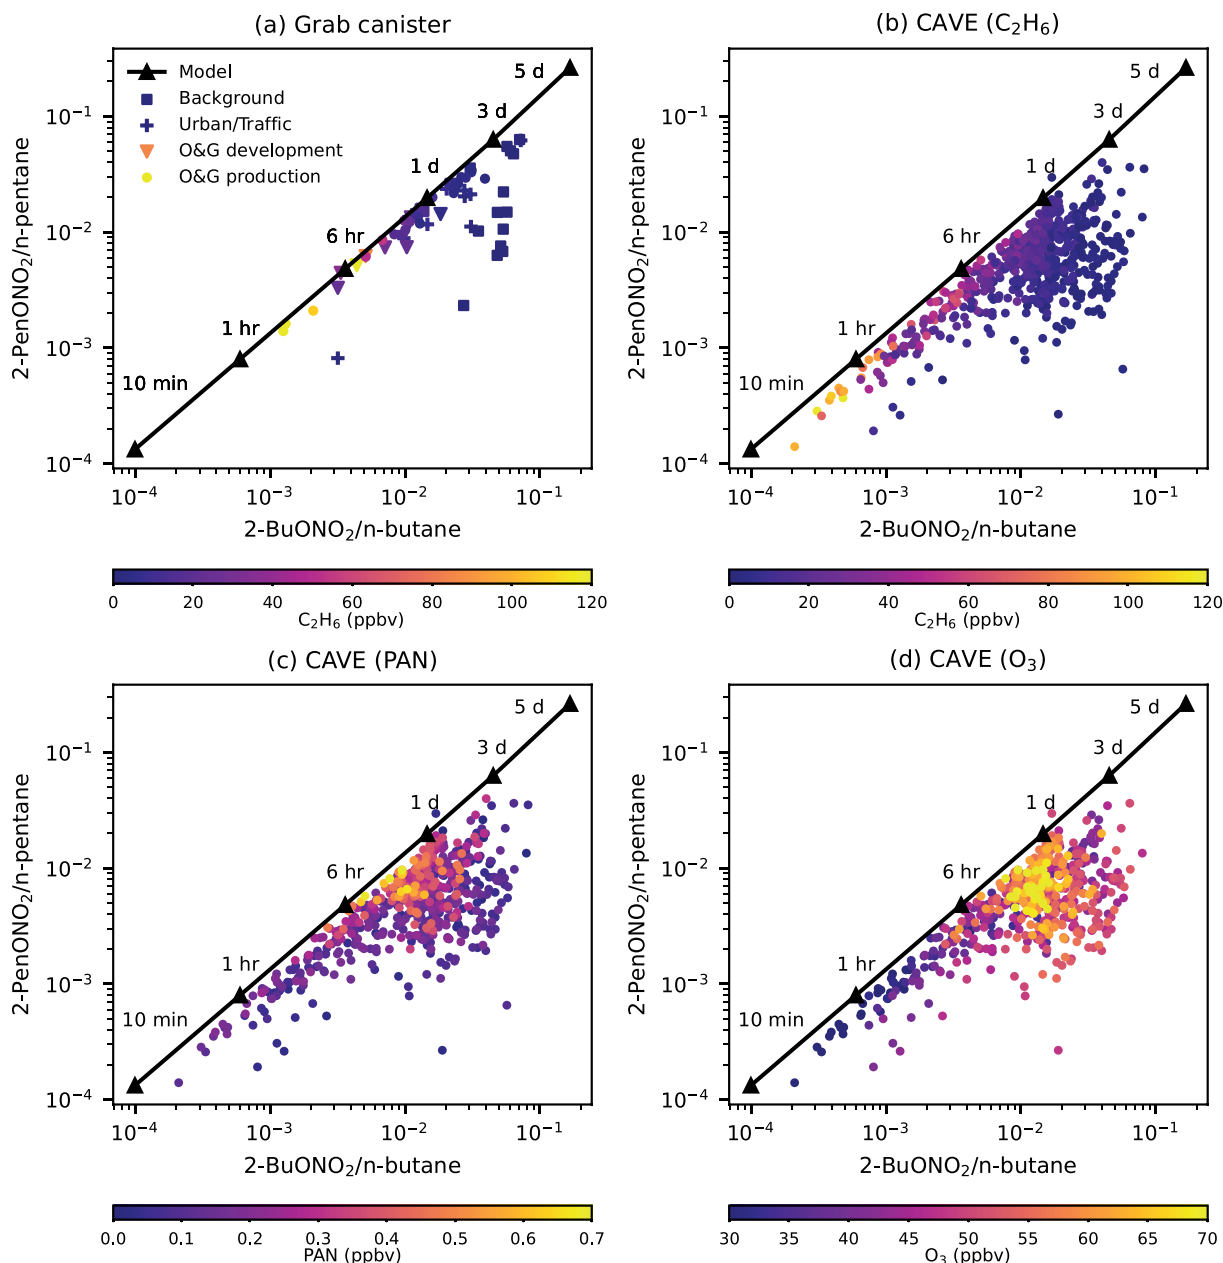 (a) Grab canister
2-PenONO₂/n-pentane
10⁻¹
10⁻²
10⁻³
10⁻⁴
Model
Background
Urban/Traffic
O&G development
O&G production
5 d
3 d
1 d
6 hr
1 hr
10 min
10⁻⁴ 10⁻³ 10⁻² 10⁻¹
2-BuONO₂/n-butane
0 20 40 60 80 100 120
C₂H₆ (ppbv)
(b) CAVE (C₂H₆)
2-PenONO₂/n-pentane
10⁻¹
10⁻²
10⁻³
10⁻⁴
5 d
3 d
1 d
6 hr
1 hr
10 min
10⁻⁴ 10⁻³ 10⁻² 10⁻¹
2-BuONO₂/n-butane
0 20 40 60 80 100 120
C₂H₆ (ppbv)
(c) CAVE (PAN)
2-PenONO₂/n-pentane
10⁻¹
10⁻²
10⁻³
10⁻⁴
5 d
3 d
1 d
6 hr
1 hr
10 min
10⁻⁴ 10⁻³ 10⁻² 10⁻¹
2-BuONO₂/n-butane
0.0 0.1 0.2 0.3 0.4 0.5 0.6 0.7
PAN (ppbv)
(d) CAVE (O₃)
2-PenONO₂/n-pentane
10⁻¹
10⁻²
10⁻³
10⁻⁴
5 d
3 d
1 d
6 hr
1 hr
10 min
10⁻⁴ 10⁻³ 10⁻² 10⁻¹
2-BuONO₂/n-butane
30 35 40 45 50 55 60 65 70
O₃ (ppbv)